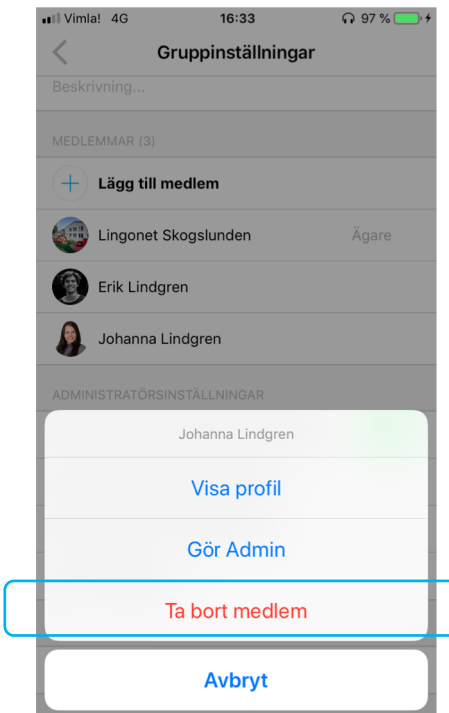 Vimla! 4G 16:33 97 %
Gruppinställningar
Beskrivning...
MEDLEMMAR (3)
Lägg till medlem
Lingonet Skogslunden Ägare
Erik Lindgren
Johanna Lindgren
ADMINISTRATÖRSINSTÄLLNINGAR
Johanna Lindgren
Visa profil
Gör Admin
Ta bort medlem
Avbryt